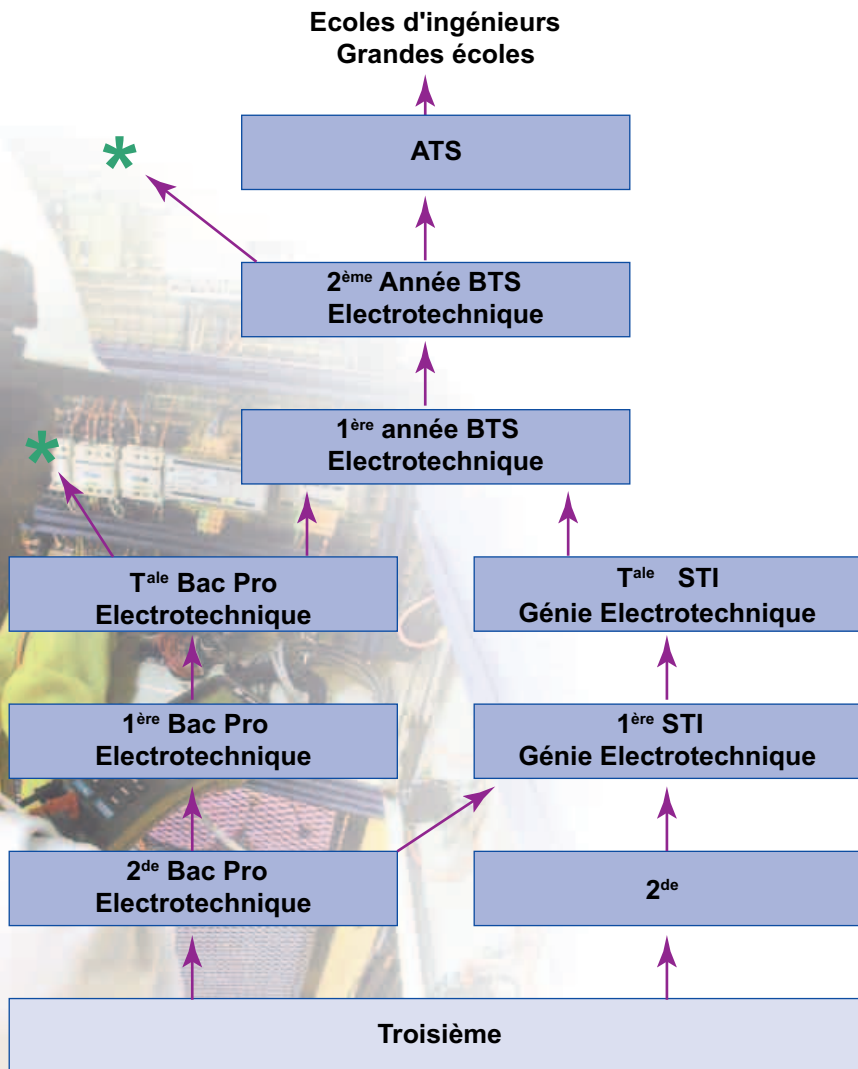 Ecoles d'ingénieurs
Grandes écoles
ATS
2ème Année BTS
Electrotechnique
1ère année BTS
Electrotechnique
Tale Bac Pro
Electrotechnique
Tale STI
Génie Electrotechnique
1ère Bac Pro
Electrotechnique
1ère STI
Génie Electrotechnique
2de Bac Pro
Electrotechnique
2de
Troisième